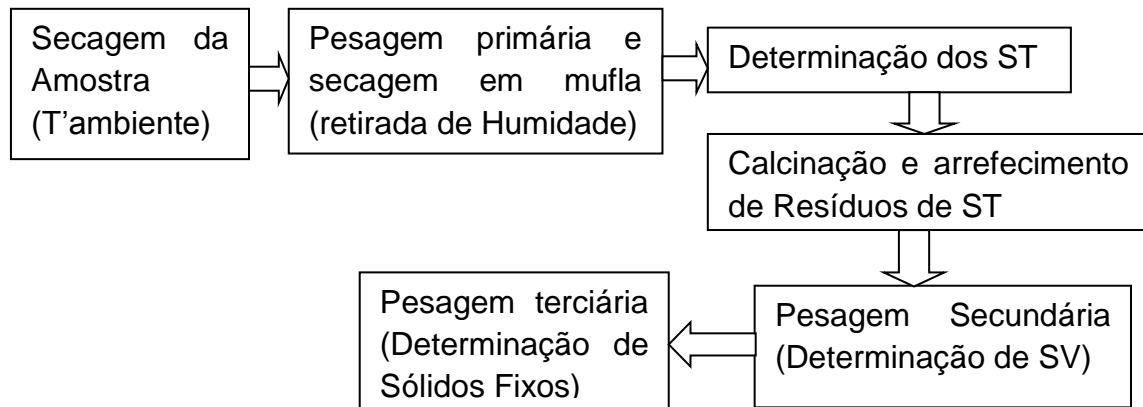 Secagem da
Amostra
(T'ambiente)
Pesagem primária e
secagem em mufla
(retirada de Humidade)
Determinação dos ST
Calcinação e arrefecimento
de Resíduos de ST
Pesagem Secundária
(Determinação de SV)
Pesagem terciária
(Determinação de
Sólidos Fixos)